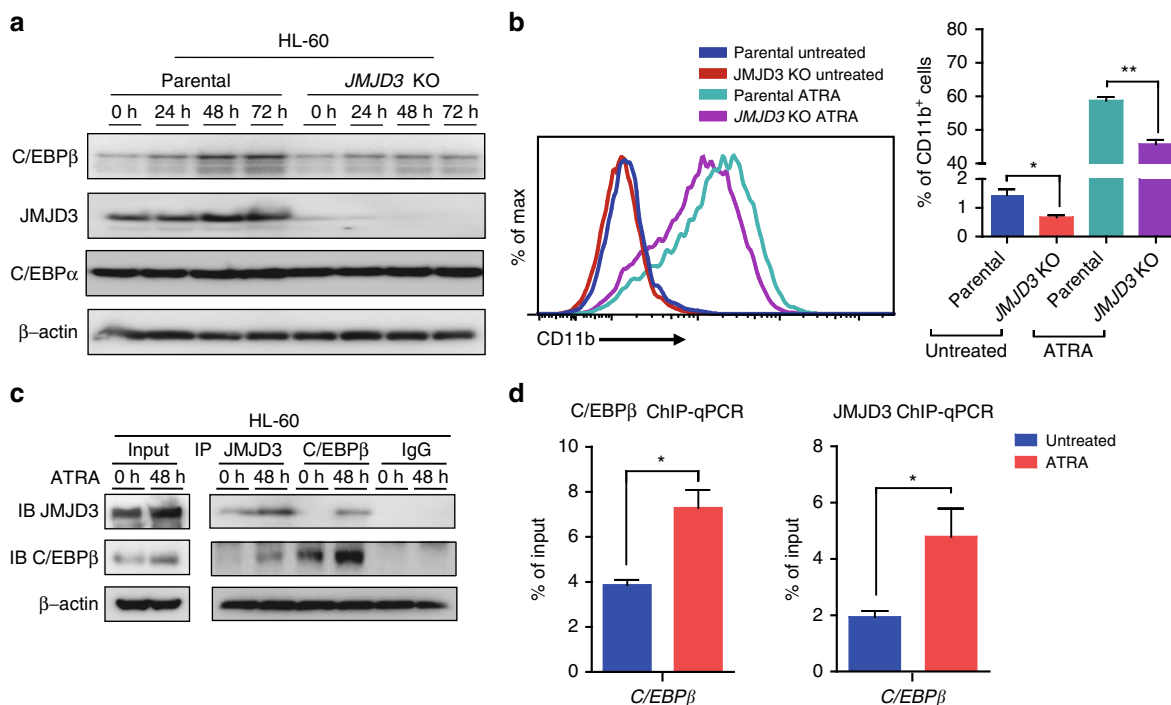 a
HL-60
Parental JMJD3 KO
0 h 24 h 48 h 72 h 0 h 24 h 48 h 72 h
C/EBPβ
JMJD3
C/EBPα
β–actin
b
Parental untreated
JMJD3 KO untreated
Parental ATRA
JMJD3 KO ATRA
% of max
CD11b
% of CD11b+ cells
80
70
60
50
40
2
1
0
*
**
Parental
JMJD3 KO
Parental
JMJD3 KO
Untreated ATRA
c
HL-60
Input IP JMJD3 C/EBPβ IgG
ATRA 0 h 48 h 0 h 48 h 0 h 48 h 0 h 48 h
IB JMJD3
IB C/EBPβ
β–actin
d
C/EBPβ ChIP-qPCR
% of input
10
8
6
4
2
0
*
C/EBPβ
JMJD3 ChIP-qPCR
% of input
8
6
4
2
0
*
C/EBPβ
Untreated
ATRA